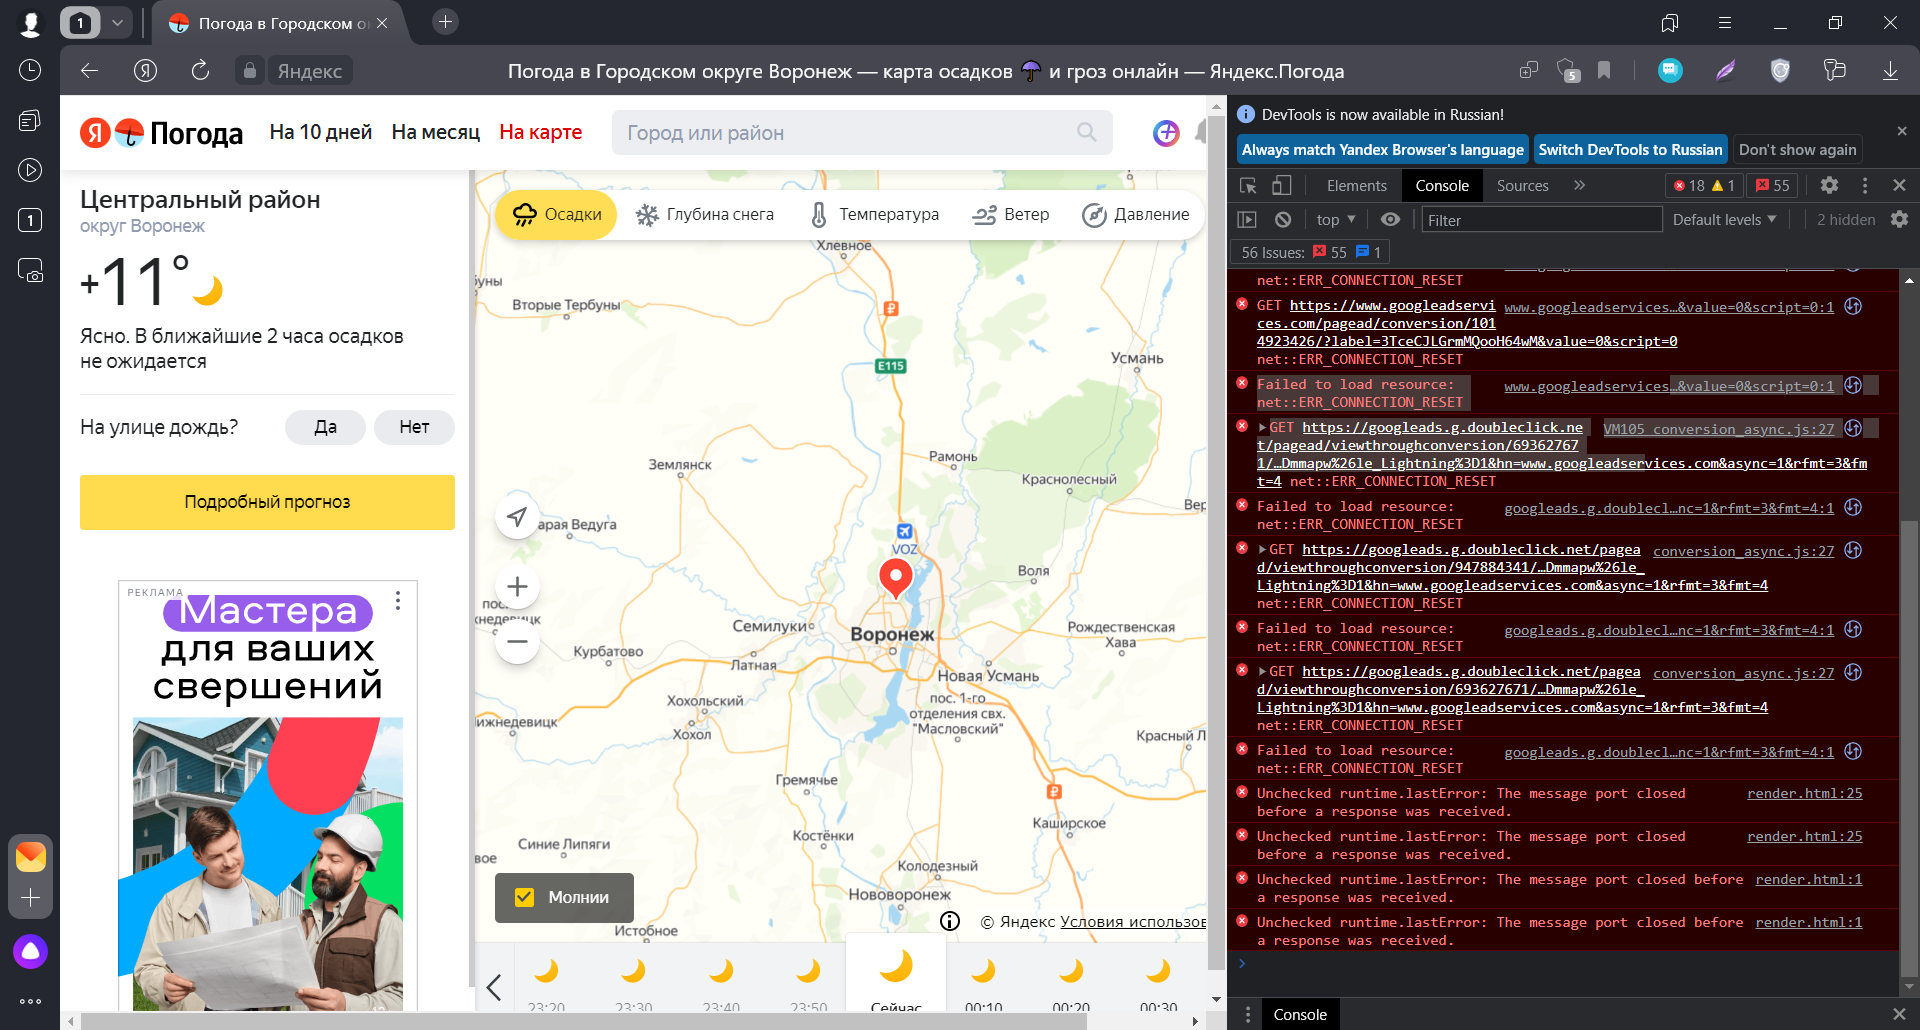 1
Погода в Городском о
Яндекс
Погода в Городском округе Воронеж — карта осадков и гроз онлайн — Яндекс.Погода
5
1
Я Погода
На 10 дней
На месяц
На карте
Город или район
Центральный район
округ Воронеж
+11°
Ясно. В ближайшие 2 часа осадков
не ожидается
На улице дождь?
Да
Нет
Подробный прогноз
РЕКЛАМА
Мастера
для ваших
свершений
Осадки
Глубина снега
Температура
Ветер
Давление
Хлевное
Вторые Тербуны
Е115
Усмань
Рамонь
Землянск
Краснолесный
арая Ведуга
VOZ
Воля
Семилуки
Воронеж
Рождественская
Хава
Курбатово
Латная
Новая Усмань
Хохольский
пос. 1-го
отделения свх.
"Масловский"
ижнедевицк
Хохол
Красный Л
Гремячье
Каширское
Костёнки
Синие Липяги
Колодезный
Нововоронеж
Молнии
© Яндекс Условия использов
Истобное
23:20
23:30
23:40
23:50
Сейчас
00:10
00:20
00:30
DevTools is now available in Russian!
Always match Yandex Browser's language
Switch DevTools to Russian
Don't show again
Elements
Console
Sources
18
1
55
top
Filter
Default levels
2 hidden
56 Issues:
55
1
net::ERR_CONNECTION_RESET
GET https://www.googleadservi www.googleadservices…&value=0&script=0:1
ces.com/pagead/conversion/101
4923426/?label=3TceCJLGrmMQooH64wM&value=0&script=0
net::ERR_CONNECTION_RESET
Failed to load resource: www.googleadservices…&value=0&script=0:1
net::ERR_CONNECTION_RESET
GET https://googleads.g.doubleclick.ne VM105 conversion_async.js:27
t/pagead/viewthroughconversion/69362767
1/…Dmmapw%26le_Lightning%3D1&hn=www.googleadservices.com&async=1&rfmt=3&fm
t=4 net::ERR_CONNECTION_RESET
Failed to load resource: googleads.g.doublecl…nc=1&rfmt=3&fmt=4:1
net::ERR_CONNECTION_RESET
GET https://googleads.g.doubleclick.net/pagea conversion_async.js:27
d/viewthroughconversion/947884341/…Dmmapw%26le_
Lightning%3D1&hn=www.googleadservices.com&async=1&rfmt=3&fmt=4
net::ERR_CONNECTION_RESET
Failed to load resource: googleads.g.doublecl…nc=1&rfmt=3&fmt=4:1
net::ERR_CONNECTION_RESET
GET https://googleads.g.doubleclick.net/pagea conversion_async.js:27
d/viewthroughconversion/693627671/…Dmmapw%26le_
Lightning%3D1&hn=www.googleadservices.com&async=1&rfmt=3&fmt=4
net::ERR_CONNECTION_RESET
Failed to load resource: googleads.g.doublecl…nc=1&rfmt=3&fmt=4:1
net::ERR_CONNECTION_RESET
Unchecked runtime.lastError: The message port closed render.html:25
before a response was received.
Unchecked runtime.lastError: The message port closed render.html:25
before a response was received.
Unchecked runtime.lastError: The message port closed before render.html:1
a response was received.
Unchecked runtime.lastError: The message port closed before render.html:1
a response was received.
Console